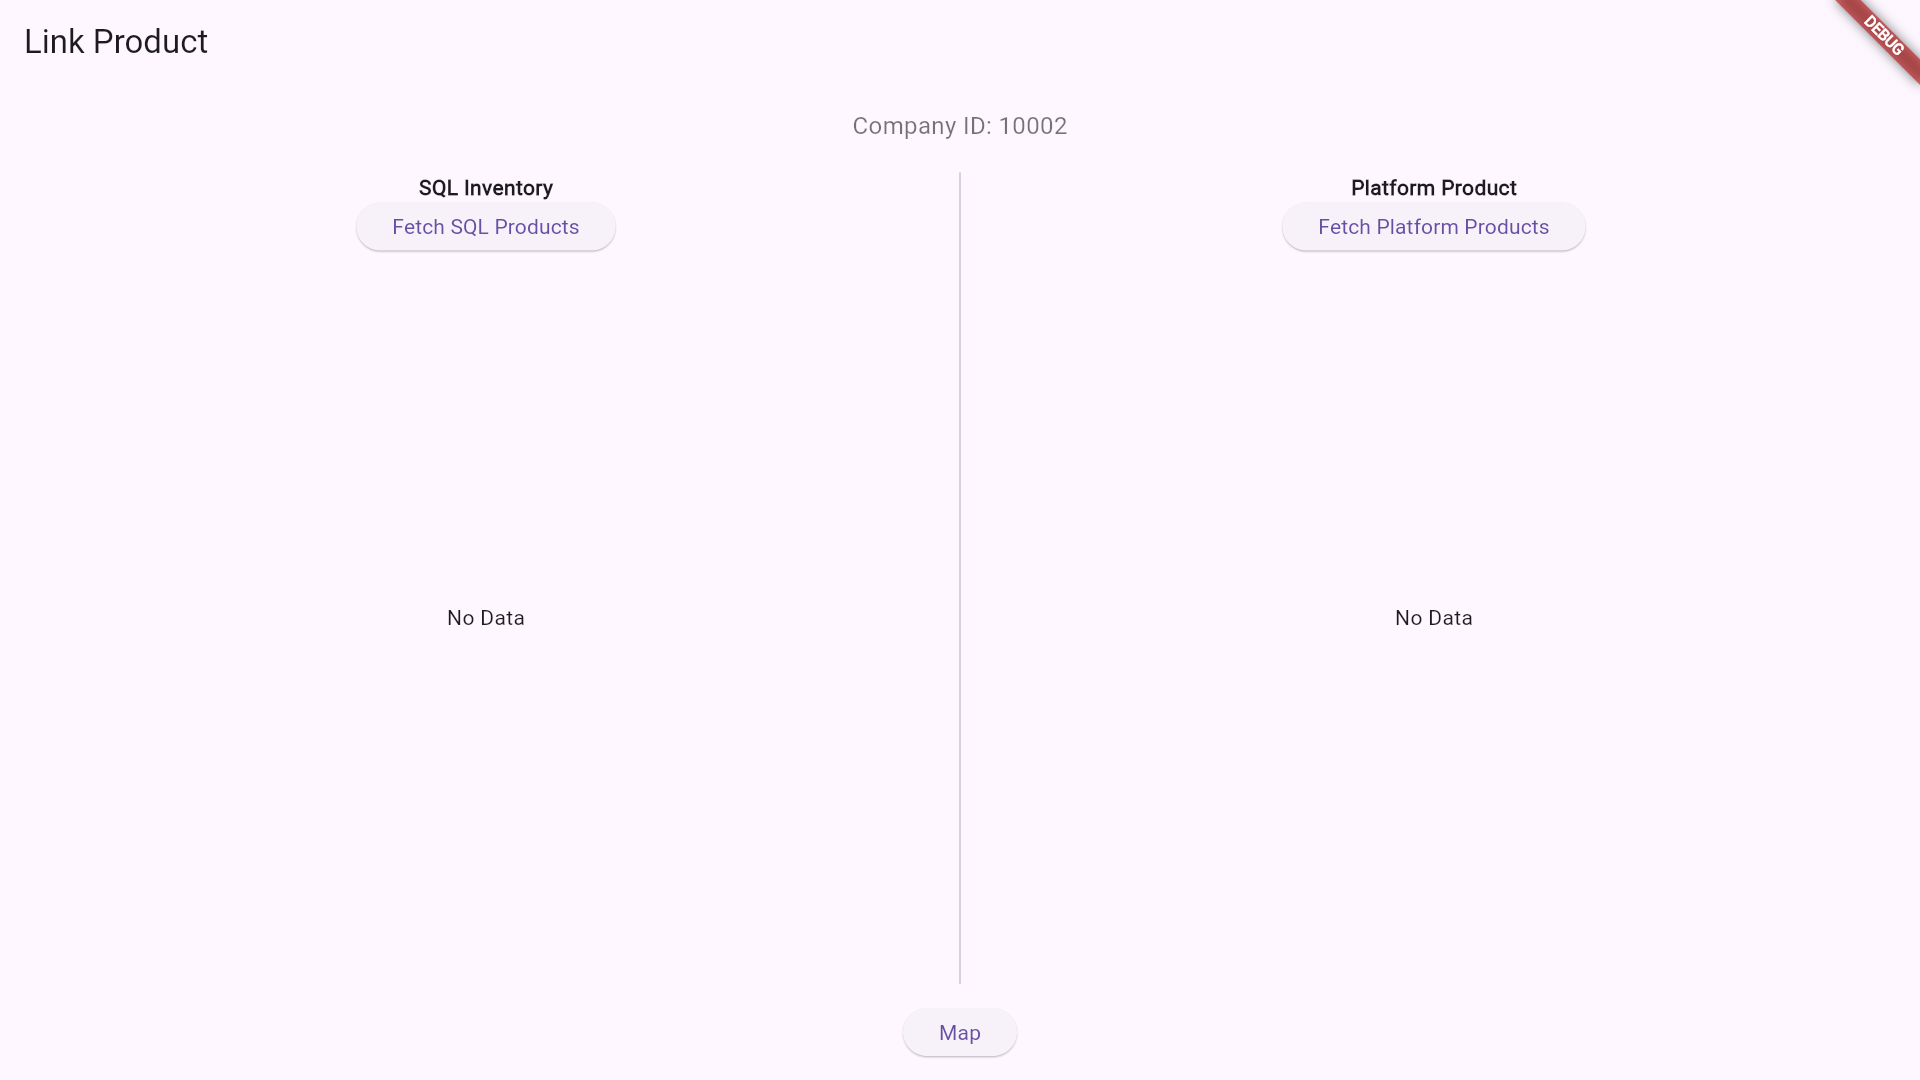 Link Product
DEBUG
Company ID: 10002
SQL Inventory
Fetch SQL Products
No Data
Platform Product
Fetch Platform Products
No Data
Map